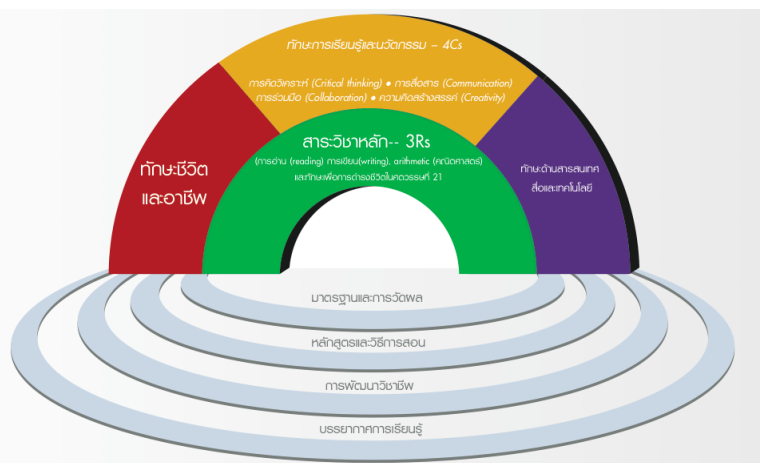 ทักษะการเรียนรู้และนวัตกรรม – 4Cs
การคิดวิเคราะห์ (Critical thinking) ● การสื่อสาร (Communication)
การร่วมมือ (Collaboration) ● ความคิดสร้างสรรค์ (Creativity)
สาระวิชาหลัก-- 3Rs
(การอ่าน (reading) การเขียน(writing), arithmetic (คณิตศาสตร์)
และทักษะเพื่อการดำรงชีวิตในศตวรรษที่ 21
ทักษะชีวิต
และอาชีพ
ทักษะด้านสารสนเทศ
สื่อและเทคโนโลยี
มาตรฐานและการวัดผล
หลักสูตรและวิธีการสอน
การพัฒนาวิชาชีพ
บรรยากาศการเรียนรู้